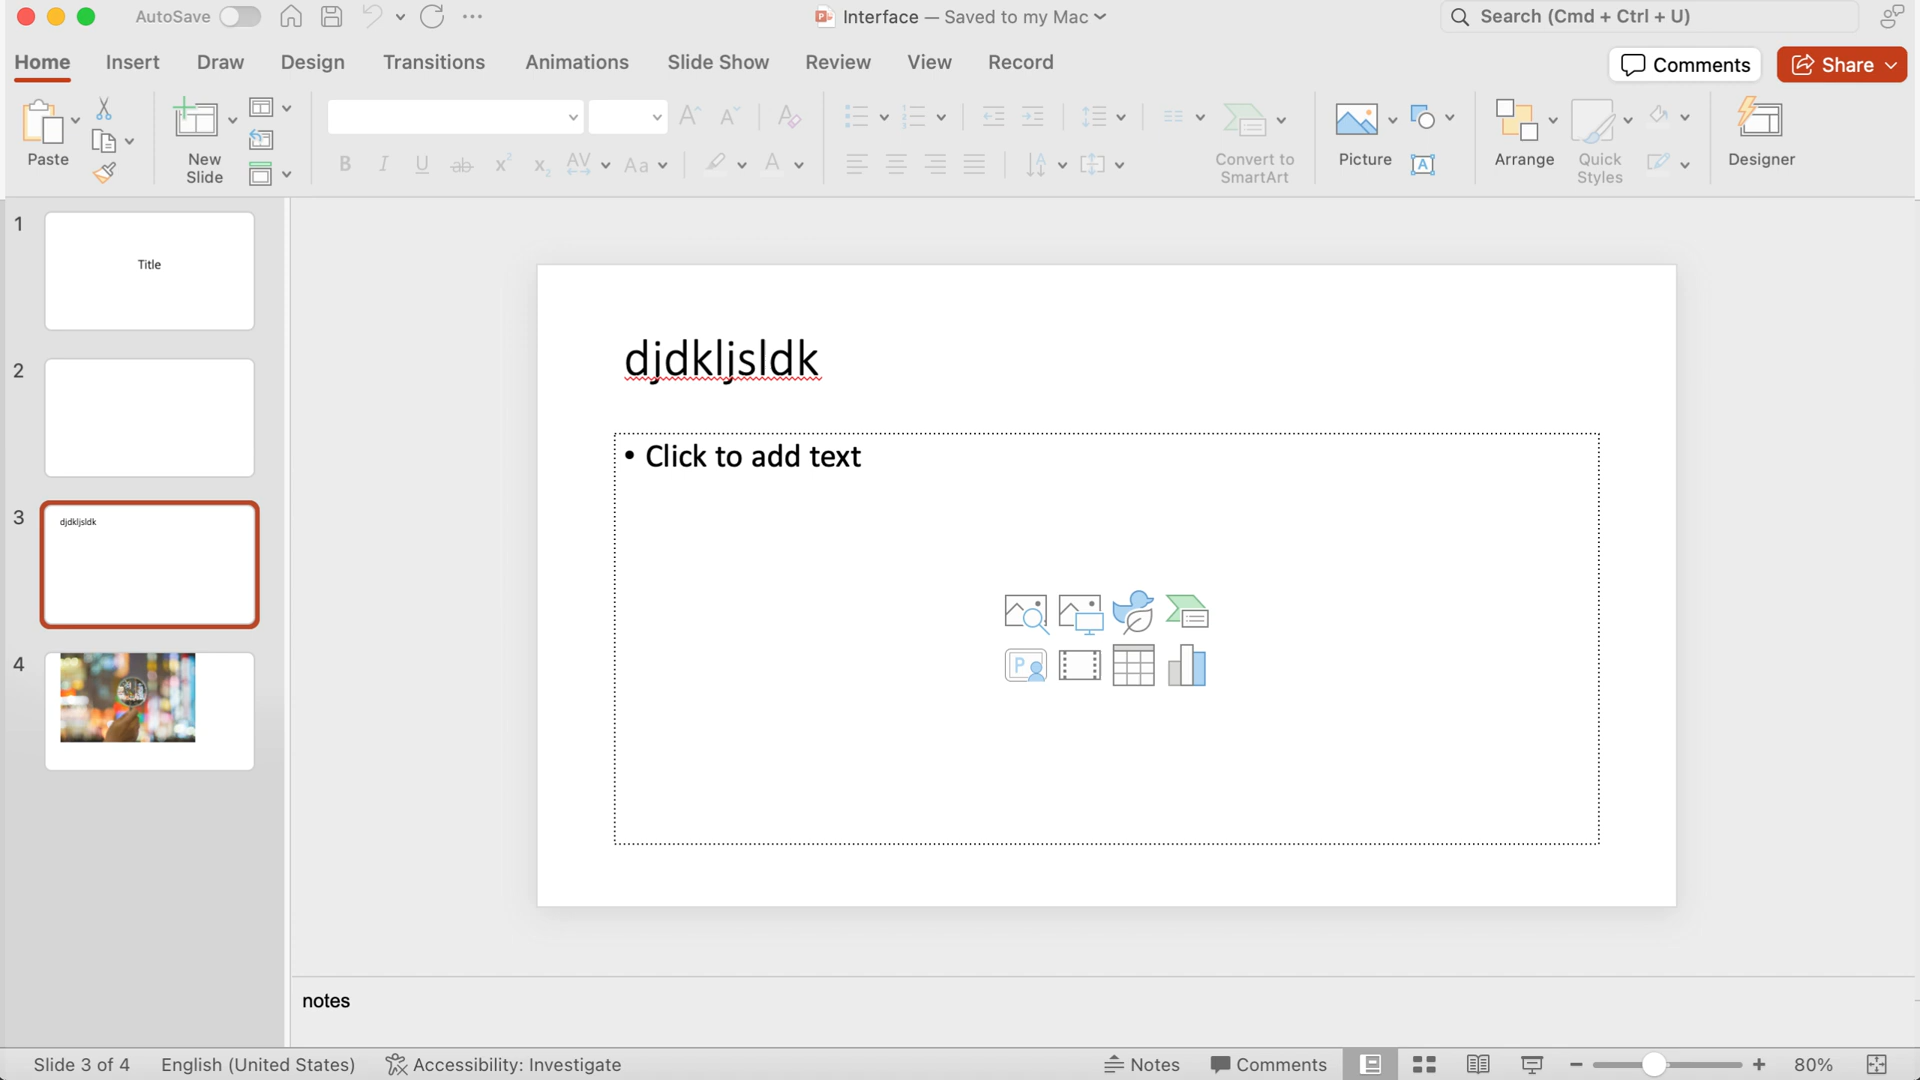 AutoSave
Interface — Saved to my Mac
Search (Cmd + Ctrl + U)
Home
Insert
Draw
Design
Transitions
Animations
Slide Show
Review
View
Record
Comments
Share
Paste
New
Slide
Convert to
SmartArt
Picture
Arrange
Quick
Styles
Designer
1
Title
2
3
djdkljsldk
4
djdkljsldk
• Click to add text
notes
Slide 3 of 4
English (United States)
Accessibility: Investigate
Notes
Comments
80%